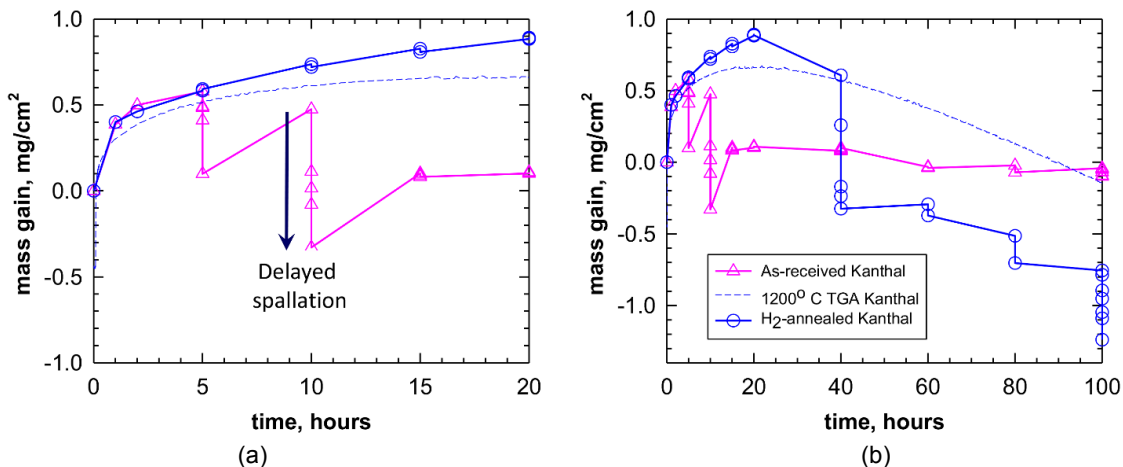 1.0
0.5
0.0
-0.5
-1.0
mass gain, mg/cm²
0
5
10
15
20
time, hours
Delayed
spallation
(a)
1.0
0.5
0.0
-0.5
-1.0
mass gain, mg/cm²
0
20
40
60
80
100
time, hours
As-received Kanthal
1200° C TGA Kanthal
H₂-annealed Kanthal
(b)